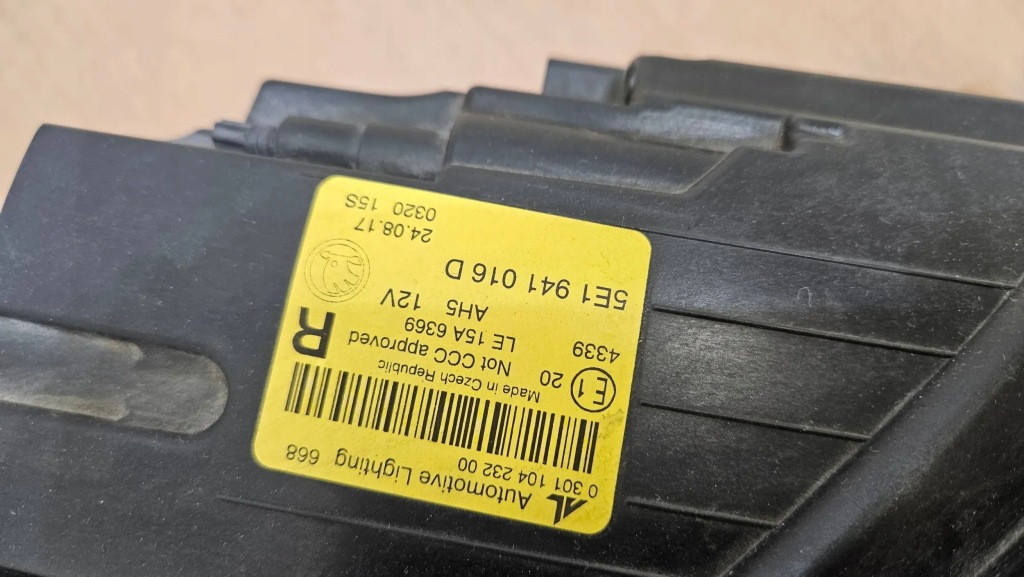 AL Automotive Lighting 668
0 301 104 232 00
Made in Czech Republic
E1 20 Not CCC approved R
4339 LE 15A 6369
AH5 12V
5E1 941 016 D
24.08.17
0320 15S